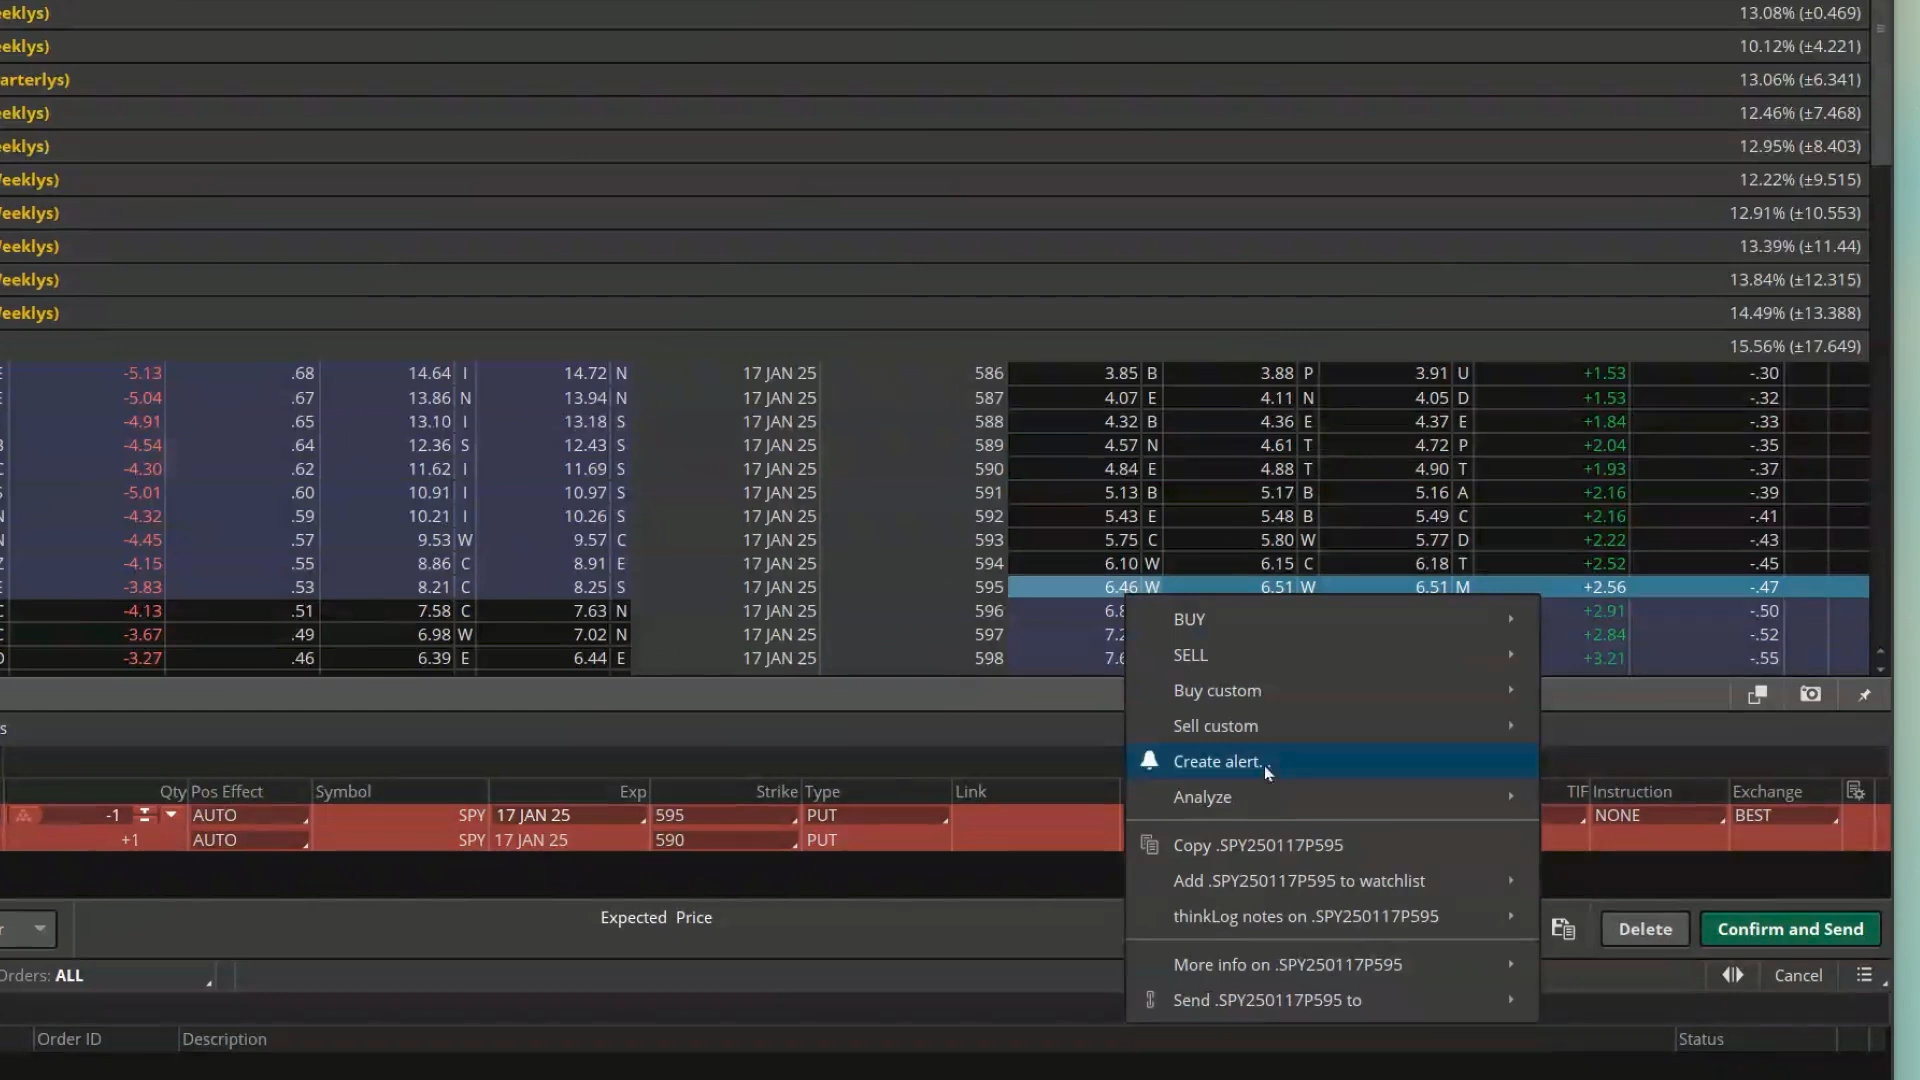 eeklys) 13.08% (±0.469)
eeklys) 10.12% (±4.221)
arterlys) 13.06% (±6.341)
eeklys) 12.46% (±7.468)
eeklys) 12.95% (±8.403)
Weeklys) 12.22% (±9.515)
Weeklys) 12.91% (±10.553)
Weeklys) 13.39% (±11.44)
Weeklys) 13.84% (±12.315)
Weeklys) 14.49% (±13.388)
15.56% (±17.649)
E -5.13 .68 14.64 I 14.72 N 17 JAN 25 586 3.85 B 3.88 P 3.91 U +1.53 -.30
E -5.04 .67 13.86 N 13.94 N 17 JAN 25 587 4.07 E 4.11 N 4.05 D +1.53 -.32
-4.91 .65 13.10 I 13.18 S 17 JAN 25 588 4.32 B 4.36 E 4.37 E +1.84 -.33
B -4.54 .64 12.36 S 12.43 S 17 JAN 25 589 4.57 N 4.61 T 4.72 P +2.04 -.35
C -4.30 .62 11.62 I 11.69 S 17 JAN 25 590 4.84 E 4.88 T 4.90 T +1.93 -.37
S -5.01 .60 10.91 I 10.97 S 17 JAN 25 591 5.13 B 5.17 B 5.16 A +2.16 -.39
N -4.32 .59 10.21 I 10.26 S 17 JAN 25 592 5.43 E 5.48 B 5.49 C +2.16 -.41
N -4.45 .57 9.53 W 9.57 C 17 JAN 25 593 5.75 C 5.80 W 5.77 D +2.22 -.43
Z -4.15 .55 8.86 C 8.91 E 17 JAN 25 594 6.10 W 6.15 C 6.18 T +2.52 -.45
E -3.83 .53 8.21 C 8.25 S 17 JAN 25 595 6.46 W 6.51 W 6.51 M +2.56 -.47
C -4.13 .51 7.58 C 7.63 N 17 JAN 25 596 6.8 +2.91 -.50
C -3.67 .49 6.98 W 7.02 N 17 JAN 25 597 7.2 +2.84 -.52
-3.27 .46 6.39 E 6.44 E 17 JAN 25 598 7.6 +3.21 -.55
BUY
SELL
Buy custom
Sell custom
Create alert...
Analyze
Copy .SPY250117P595
Add .SPY250117P595 to watchlist
thinkLog notes on .SPY250117P595
More info on .SPY250117P595
Send .SPY250117P595 to
s
Qty Pos Effect Symbol Exp Strike Type Link TIF Instruction Exchange
-1 AUTO SPY 17 JAN 25 595 PUT NONE BEST
+1 AUTO SPY 17 JAN 25 590 PUT
r Expected Price Delete Confirm and Send
Orders: ALL Cancel
Order ID Description Status